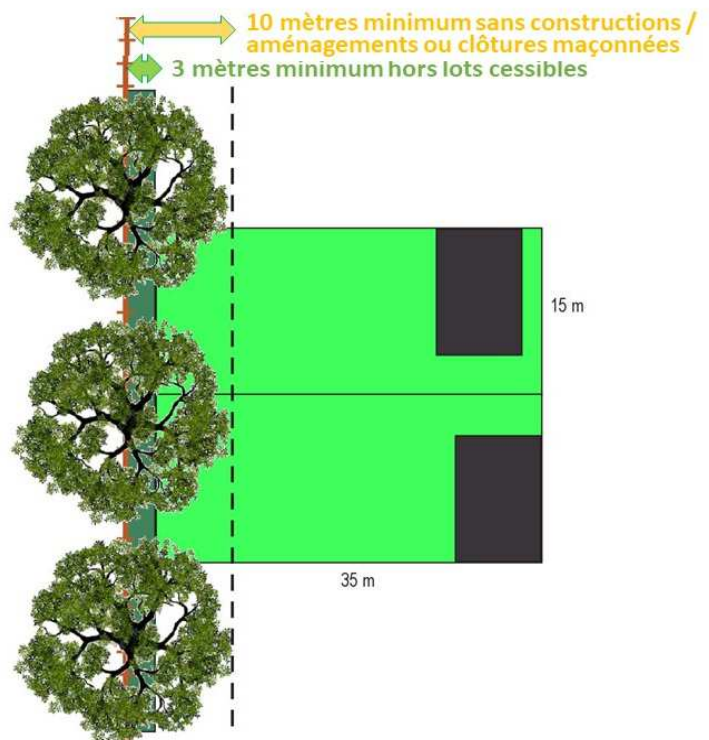 10 mètres minimum sans constructions /
aménagements ou clôtures maçonnées
3 mètres minimum hors lots cessibles
15 m
35 m